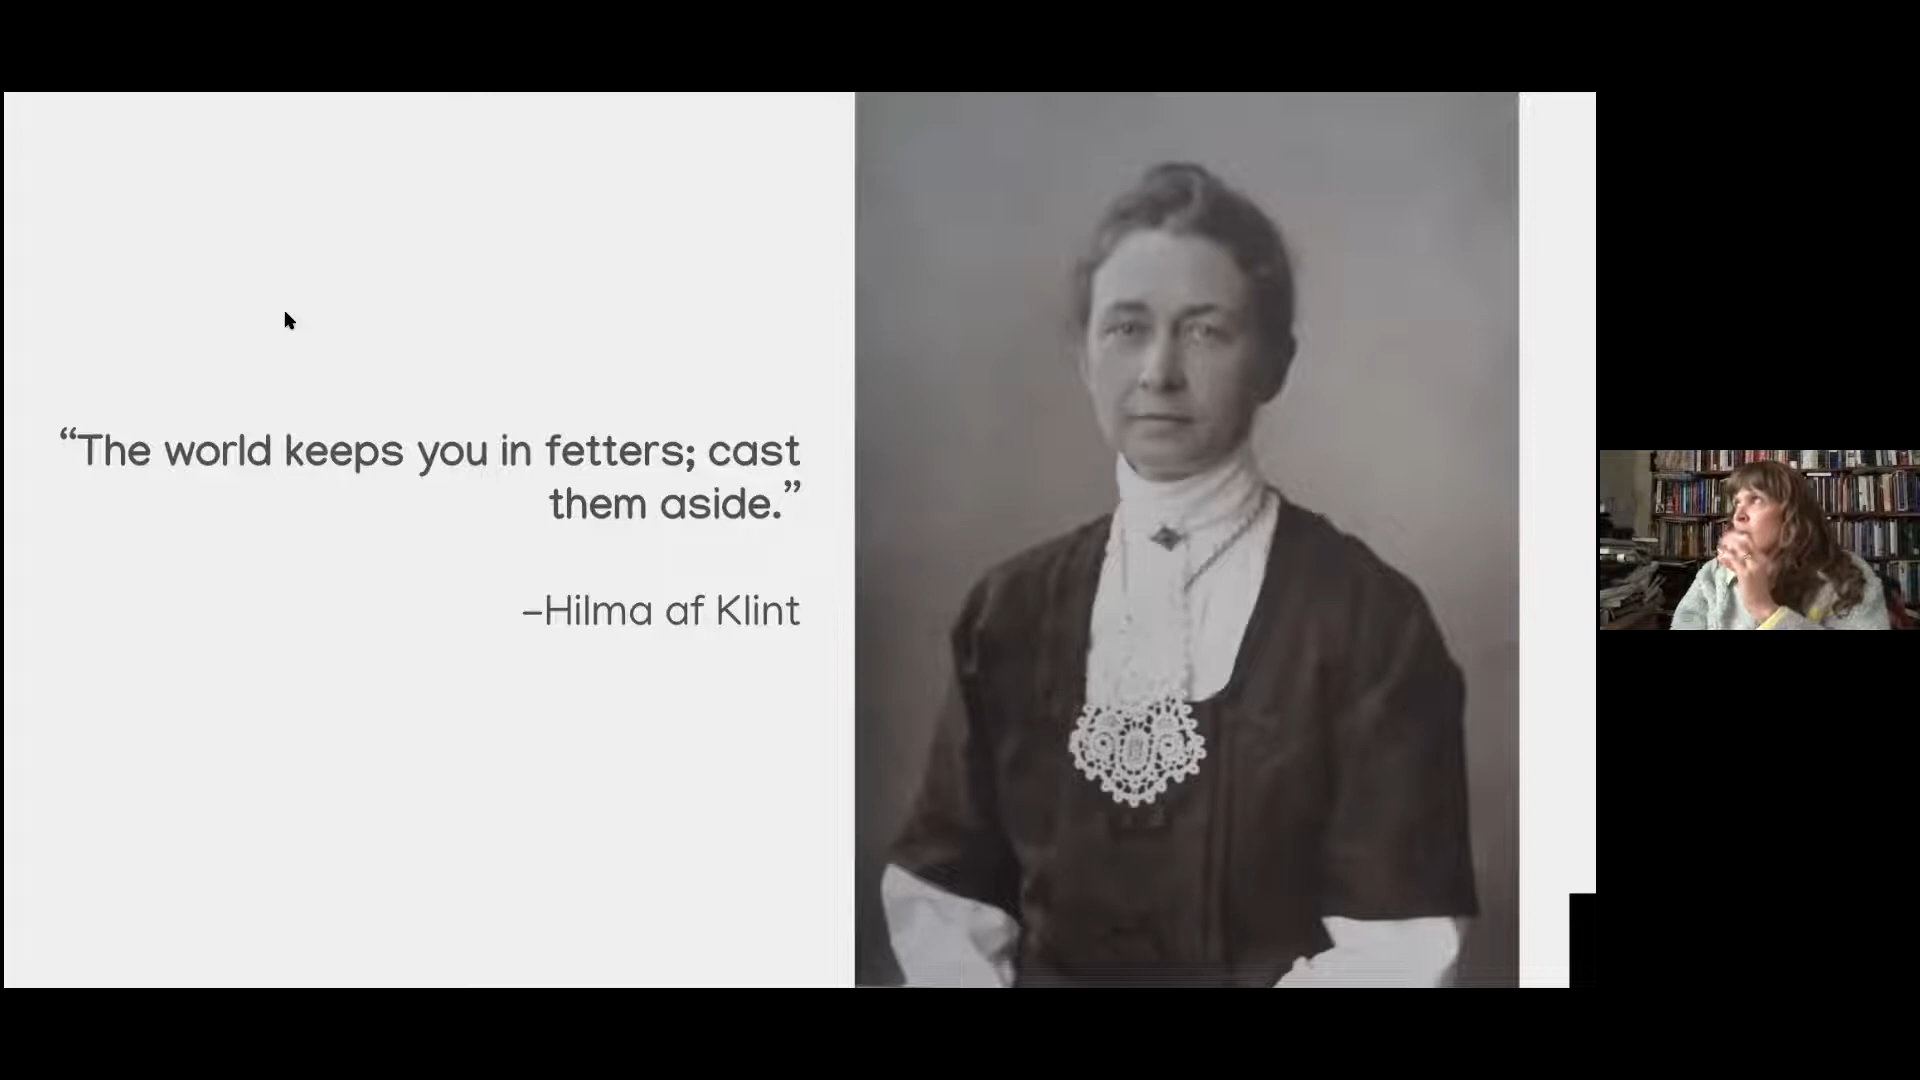 “The world keeps you in fetters; cast
them aside.”
–Hilma af Klint